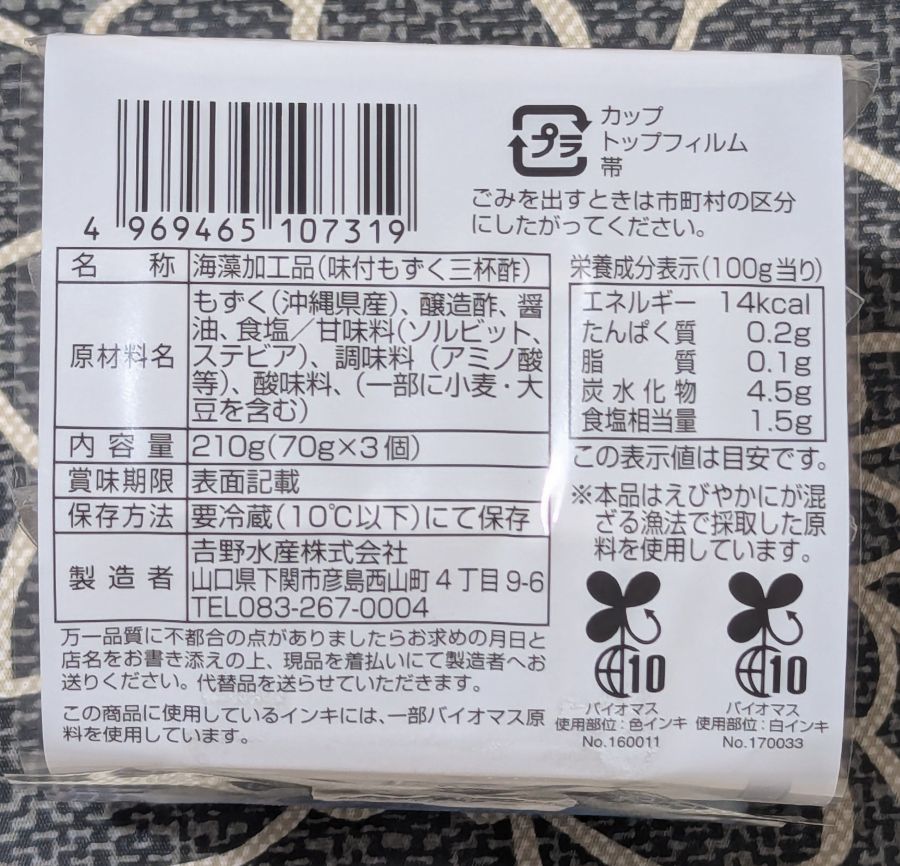 4 969465 107319
プラ
カップ
トップフィルム
帯
ごみを出すときは市町村の区分
にしたがってください。
名称 海藻加工品(味付もずく三杯酢)
原材料名
もずく(沖縄県産)、醸造酢、醤
油、食塩／甘味料(ソルビット、
ステビア)、調味料(アミノ酸
等)、酸味料、(一部に小麦・大
豆を含む)
内容量 210g(70g×3個)
賞味期限 表面記載
保存方法 要冷蔵(10℃以下)にて保存
製造者
吉野水産株式会社
山口県下関市彦島西山町4丁目9-6
TEL083-267-0004
栄養成分表示(100g当り)
エネルギー 14kcal
たんぱく質 0.2g
脂質 0.1g
炭水化物 4.5g
食塩相当量 1.5g
この表示値は目安です。
※本品はえびやかにが混
ざる漁法で採取した原
料を使用しています。
万一品質に不都合の点がありましたらお求めの月日と
店名をお書き添えの上、現品を着払いにて製造者へお
送りください。代替品を送らせていただきます。
この商品に使用しているインキには、一部バイオマス原
料を使用しています。
10
バイオマス
使用部位:色インキ
No.160011
10
バイオマス
使用部位:白インキ
No.170033